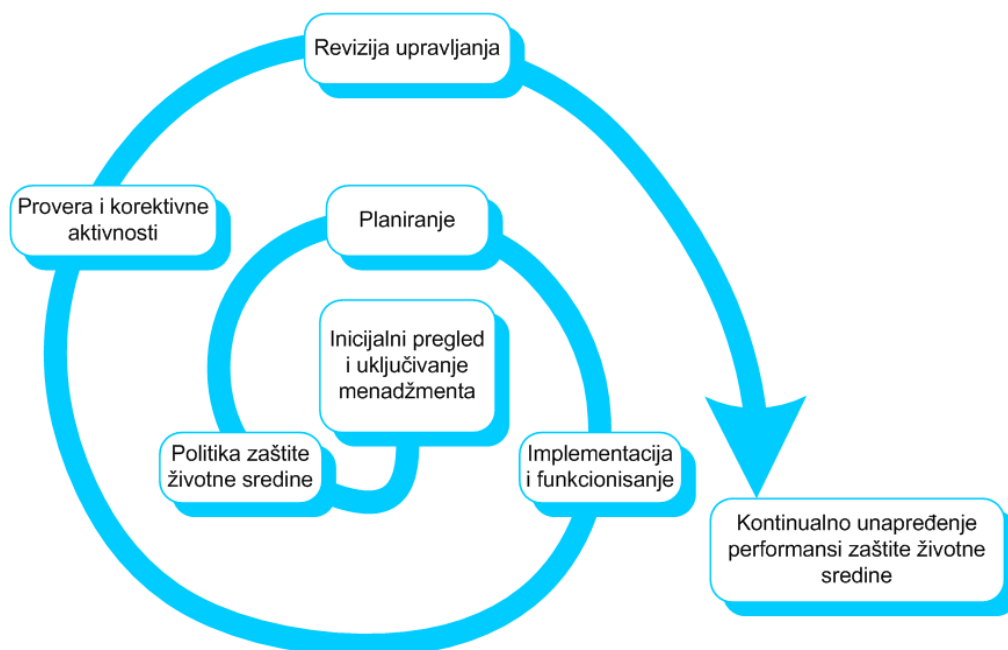 Revizija upravljanja
Provera i korektivne
aktivnosti
Planiranje
Inicijalni pregled
i uključivanje
menadžmenta
Politika zaštite
životne sredine
Implementacija
i funkcionisanje
Kontinualno unapređenje
performansi zaštite životne
sredine